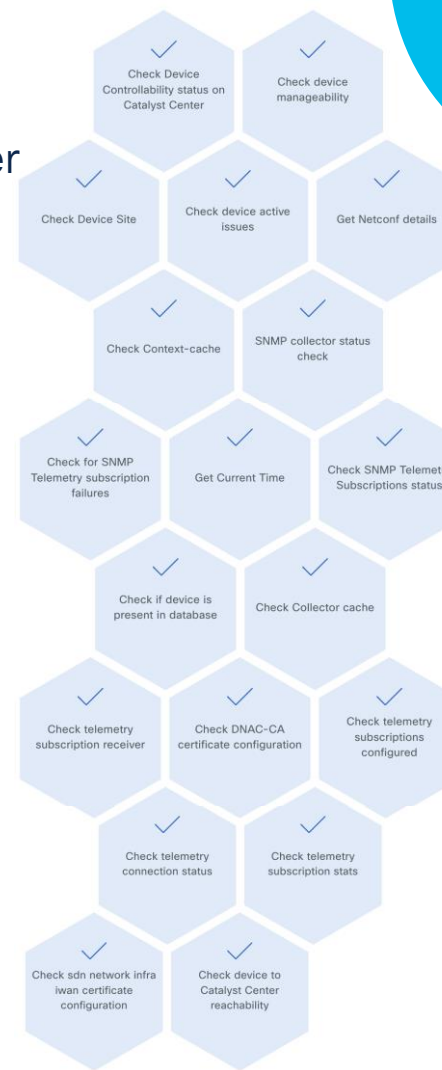 Check Device
Controllability status on
Catalyst Center
Check device
manageability
er
Check Device Site
Check device active
issues
Get Netconf details
Check Context-cache
SNMP collector status
check
Check for SNMP
Telemetry subscription
failures
Get Current Time
Check SNMP Telemet
Subscriptions status
Check if device is
present in database
Check Collector cache
Check telemetry
subscription receiver
Check DNAC-CA
certificate configuration
Check telemetry
subscriptions
configured
Check telemetry
connection status
Check telemetry
subscription stats
Check sdn network infra
iwan certificate
configuration
Check device to
Catalyst Center
reachability